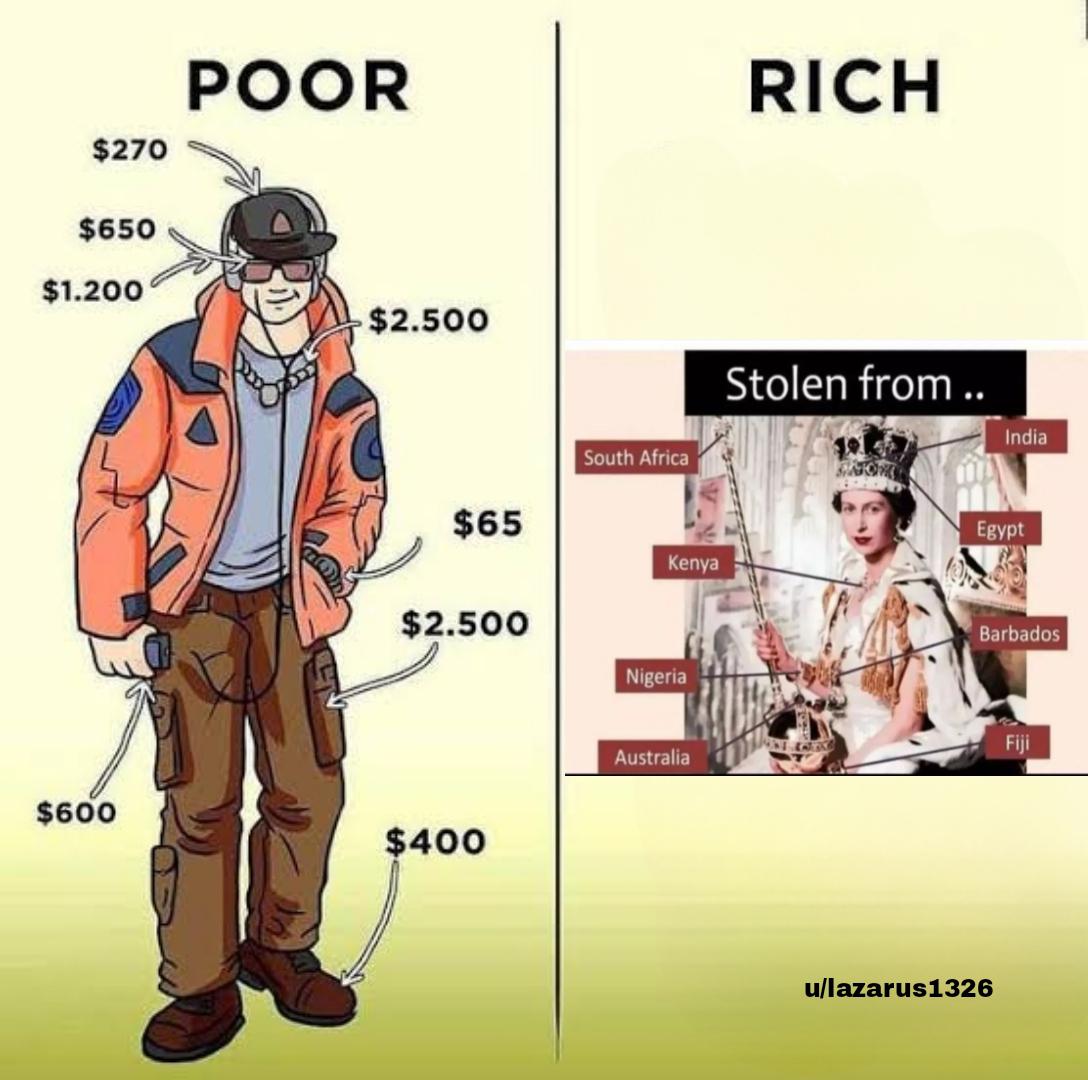 POOR
$270
$650
$1.200
$2.500
$65
$2.500
$600
$400
RICH
Stolen from ..
India
South Africa
Egypt
Kenya
Barbados
Nigeria
Fiji
Australia
u/lazarus1326